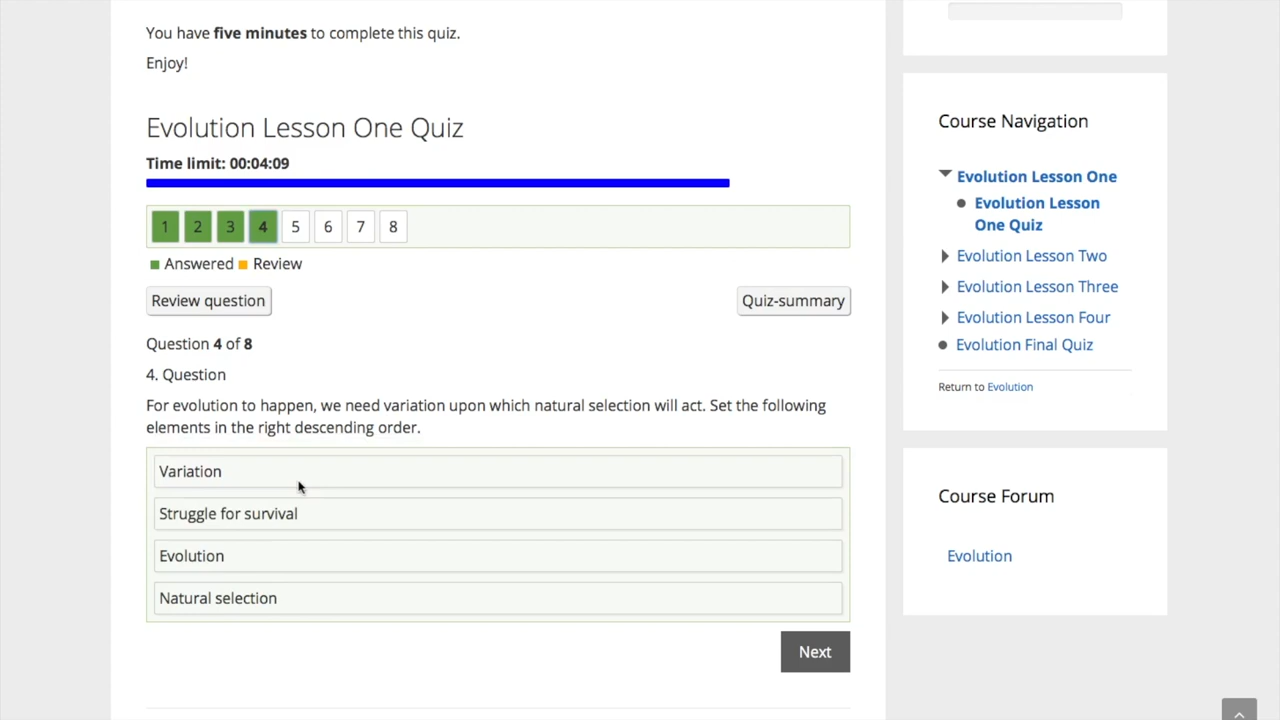 You have five minutes to complete this quiz.
Enjoy!
Evolution Lesson One Quiz
Time limit: 00:04:09
1 2 3 4 5 6 7 8
Answered Review
Review question
Quiz-summary
Question 4 of 8
4. Question
For evolution to happen, we need variation upon which natural selection will act. Set the following
elements in the right descending order.
Variation
Struggle for survival
Evolution
Natural selection
Next
Course Navigation
Evolution Lesson One
Evolution Lesson
One Quiz
Evolution Lesson Two
Evolution Lesson Three
Evolution Lesson Four
Evolution Final Quiz
Return to Evolution
Course Forum
Evolution